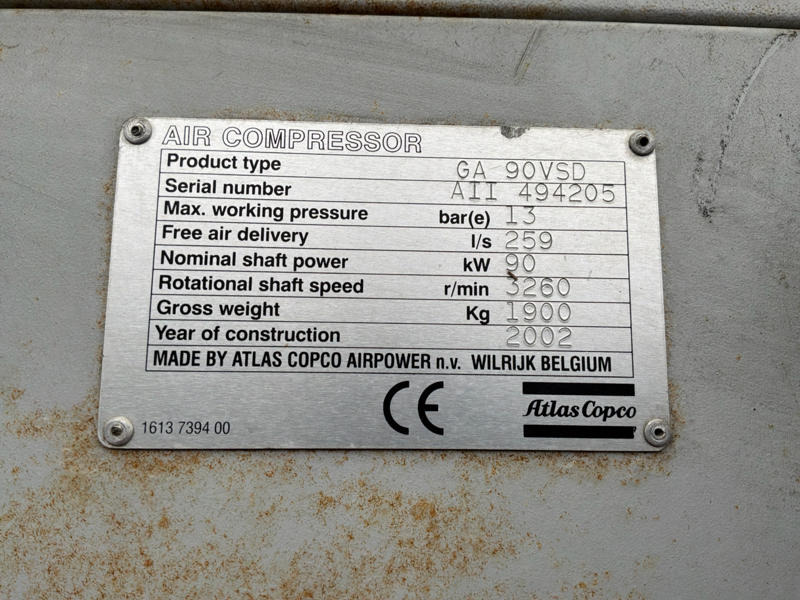 AIR COMPRESSOR
Product type GA 90VSD
Serial number AII 494205
Max. working pressure bar(e) 13
Free air delivery l/s 259
Nominal shaft power kW 90
Rotational shaft speed r/min 3260
Gross weight Kg 1900
Year of construction 2002
MADE BY ATLAS COPCO AIRPOWER n.v. WILRIJK BELGIUM
CE
Atlas Copco
1613 7394 00